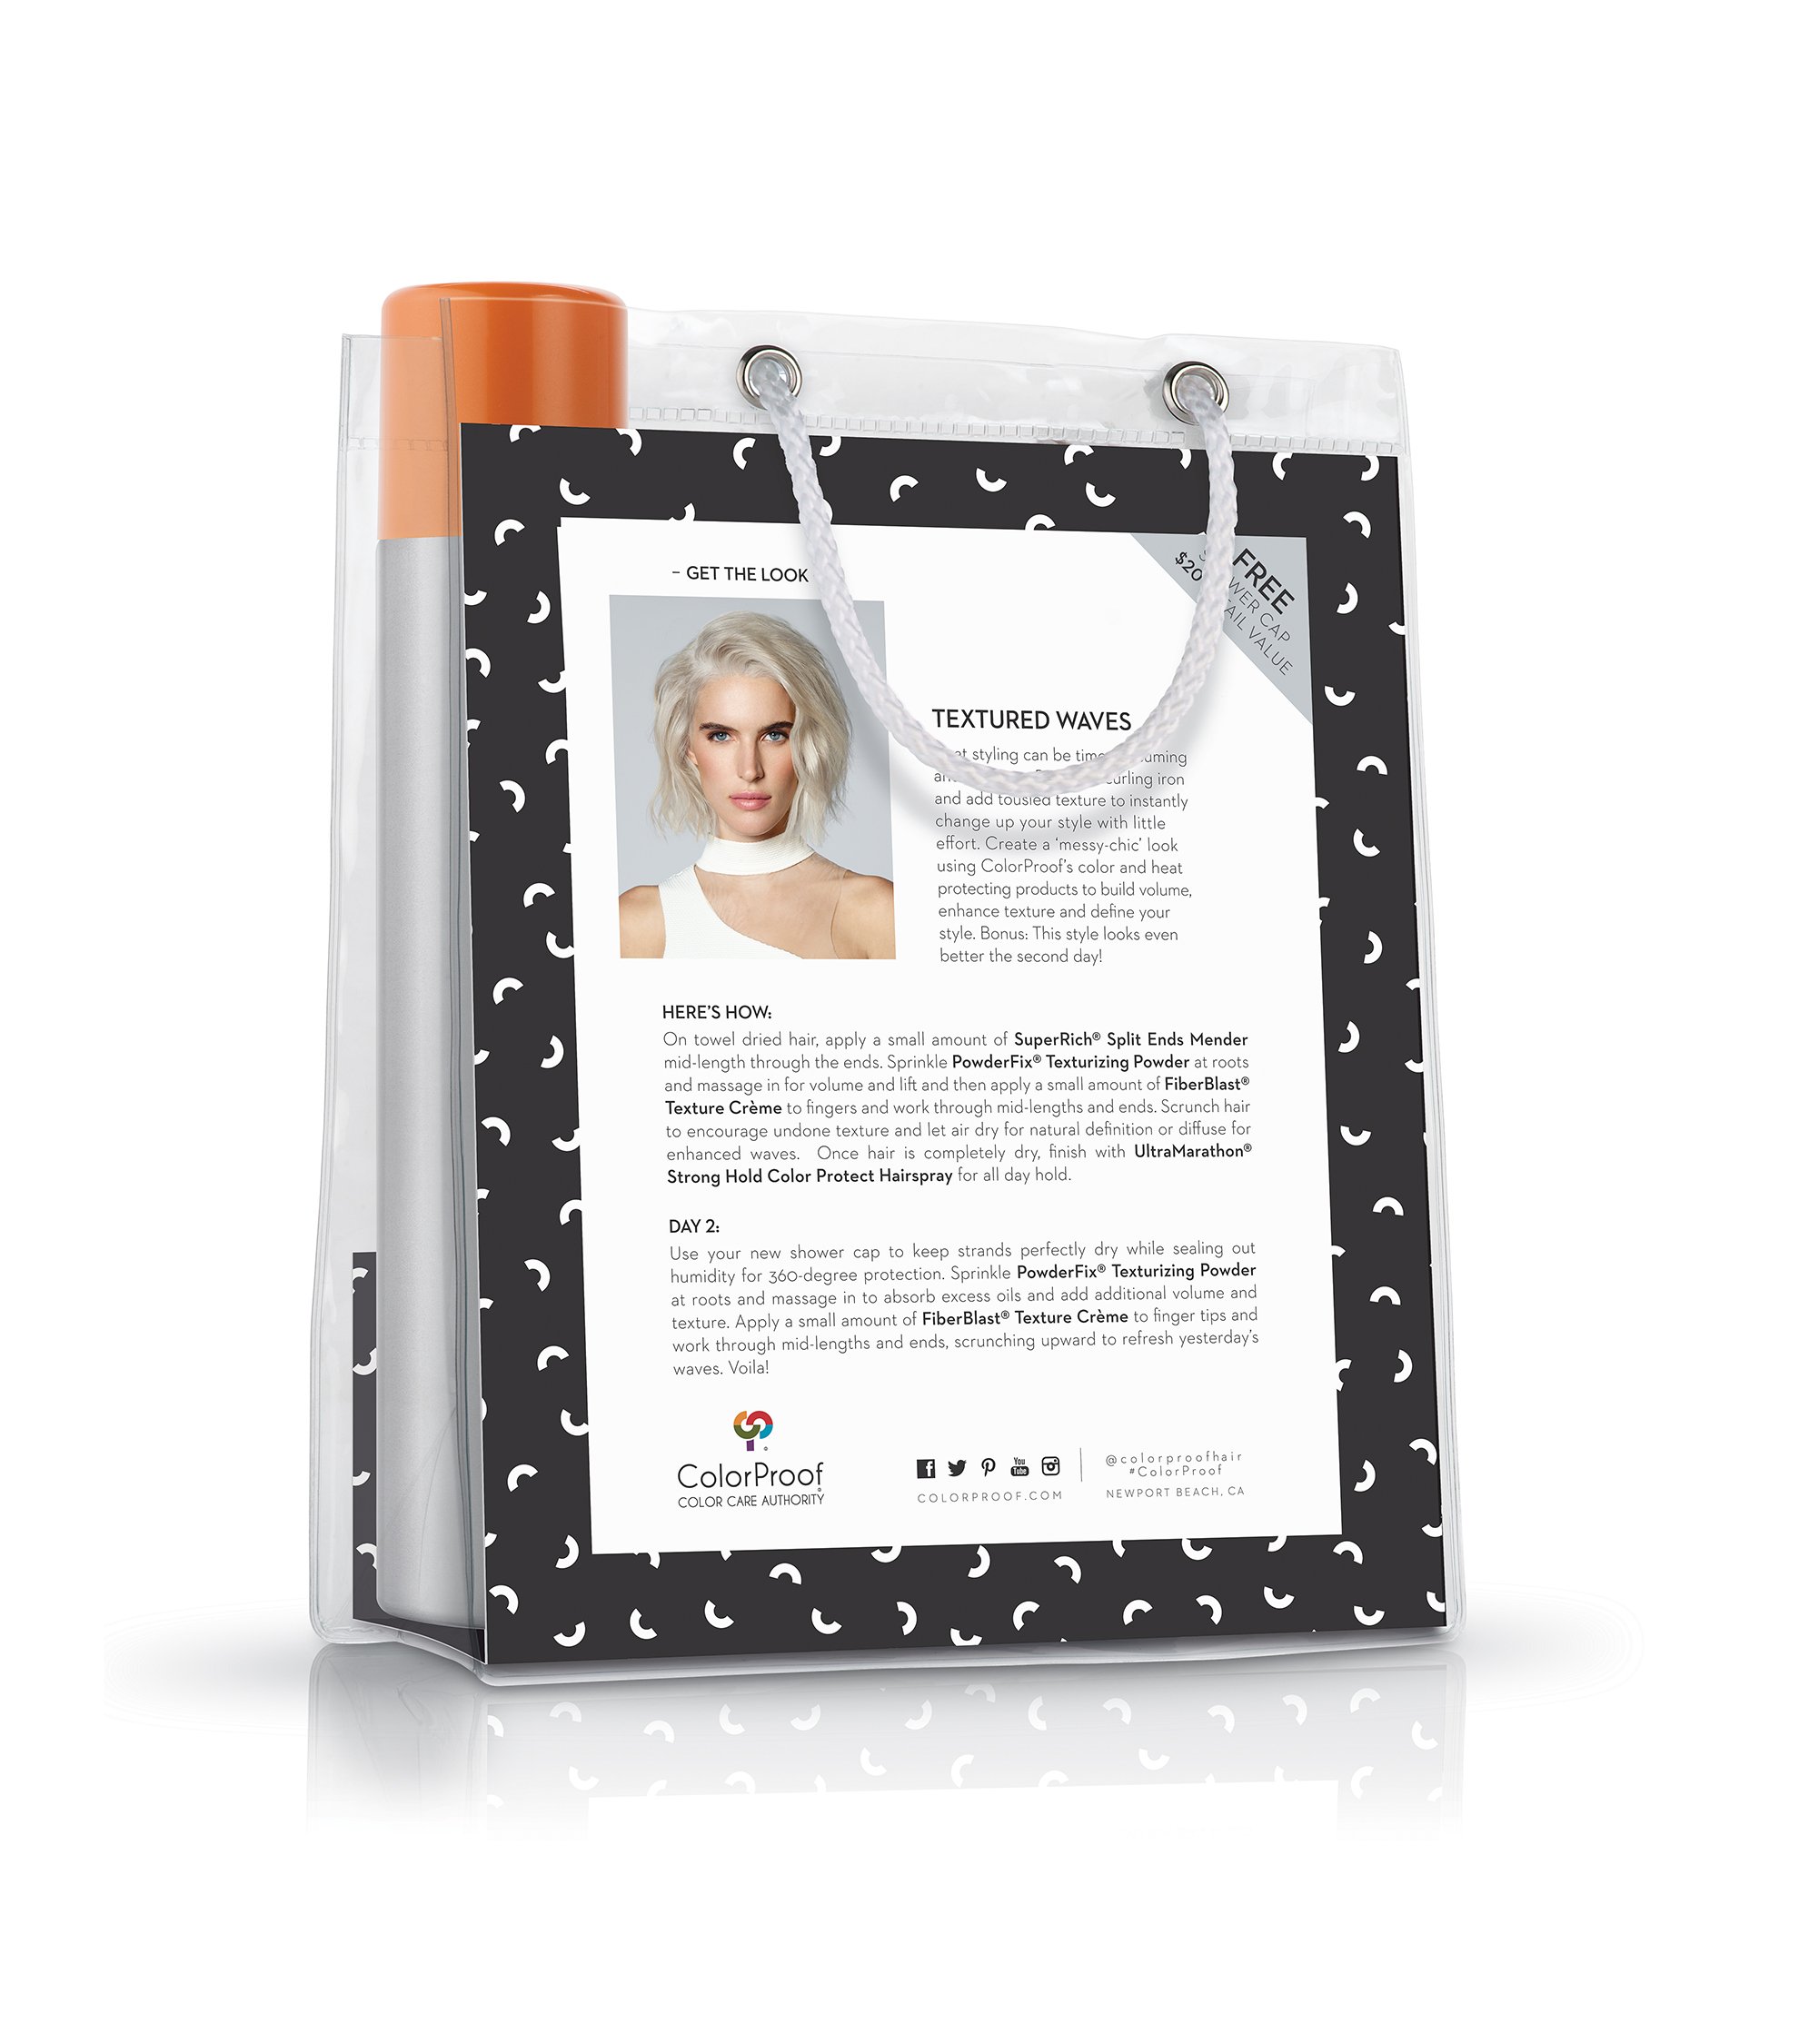 – GET THE LOOK
FREE
CAP
$20
VALUE
TEXTURED WAVES
styling can be
curling iron
and add tousled texture to instantly
change up your style with little
effort. Create a ‘messy-chic’ look
using ColorProof’s color and heat
protecting products to build volume,
enhance texture and define your
style. Bonus: This style looks even
better the second day!
HERE’S HOW:
On towel dried hair, apply a small amount of SuperRich® Split Ends Mender
mid-length through the ends. Sprinkle PowderFix® Texturizing Powder at roots
and massage in for volume and lift and then apply a small amount of FiberBlast®
Texture Crème to fingers and work through mid-lengths and ends. Scrunch hair
to encourage undone texture and let air dry for natural definition or diffuse for
enhanced waves. Once hair is completely dry, finish with UltraMarathon®
Strong Hold Color Protect Hairspray for all day hold.
DAY 2:
Use your new shower cap to keep strands perfectly dry while sealing out
humidity for 360-degree protection. Sprinkle PowderFix® Texturizing Powder
at roots and massage in to absorb excess oils and add additional volume and
texture. Apply a small amount of FiberBlast® Texture Crème to finger tips and
work through mid-lengths and ends, scrunching upward to refresh yesterday’s
waves. Voila!
ColorProof®
COLOR CARE AUTHORITY
You Tube
COLORPROOF.COM
@colorproofhair
#ColorProof
NEWPORT BEACH, CA